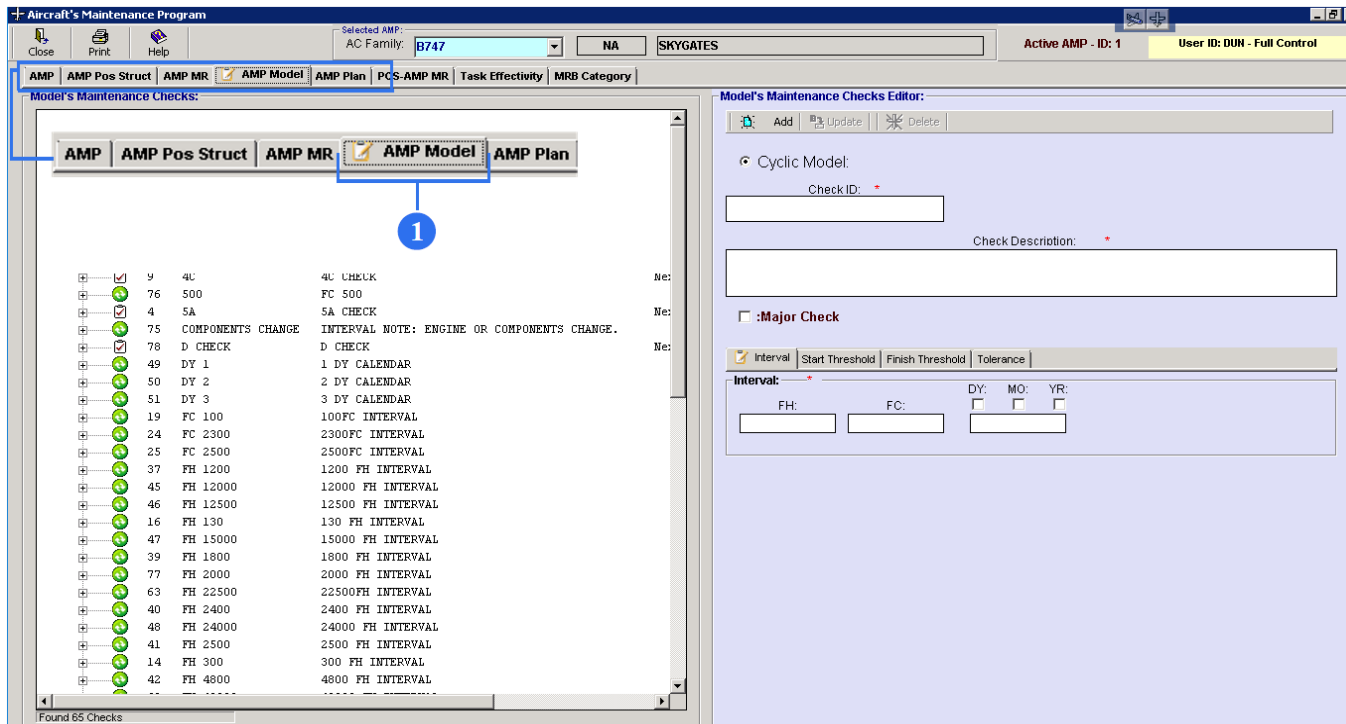 Aircraft's Maintenance Program
Close Print Help
Selected AMP:
AC Family: B747 NA SKYGATES
Active AMP - ID: 1 User ID: DUN - Full Control
AMP AMP Pos Struct AMP MR AMP Model AMP Plan PCS-AMP MR Task Effectivity MRB Category
Model's Maintenance Checks:
AMP AMP Pos Struct AMP MR AMP Model AMP Plan
1
9 4C 4C CHECK Ne
76 500 FC 500
4 5A 5A CHECK Ne
75 COMPONENTS CHANGE INTERVAL NOTE: ENGINE OR COMPONENTS CHANGE.
78 D CHECK D CHECK Ne
49 DY 1 1 DY CALENDAR
50 DY 2 2 DY CALENDAR
51 DY 3 3 DY CALENDAR
19 FC 100 100FC INTERVAL
24 FC 2300 2300FC INTERVAL
25 FC 2500 2500FC INTERVAL
37 FH 1200 1200 FH INTERVAL
45 FH 12000 12000 FH INTERVAL
46 FH 12500 12500 FH INTERVAL
16 FH 130 130 FH INTERVAL
47 FH 15000 15000 FH INTERVAL
39 FH 1800 1800 FH INTERVAL
77 FH 2000 2000 FH INTERVAL
63 FH 22500 22500FH INTERVAL
40 FH 2400 2400 FH INTERVAL
48 FH 24000 24000 FH INTERVAL
41 FH 2500 2500 FH INTERVAL
14 FH 300 300 FH INTERVAL
42 FH 4800 4800 FH INTERVAL
Found 65 Checks
Model's Maintenance Checks Editor:
Add Update Delete
Cyclic Model:
Check ID: *
Check Description: *
:Major Check
Interval Start Threshold Finish Threshold Tolerance
Interval: *
DY: MO: YR:
FH: FC: